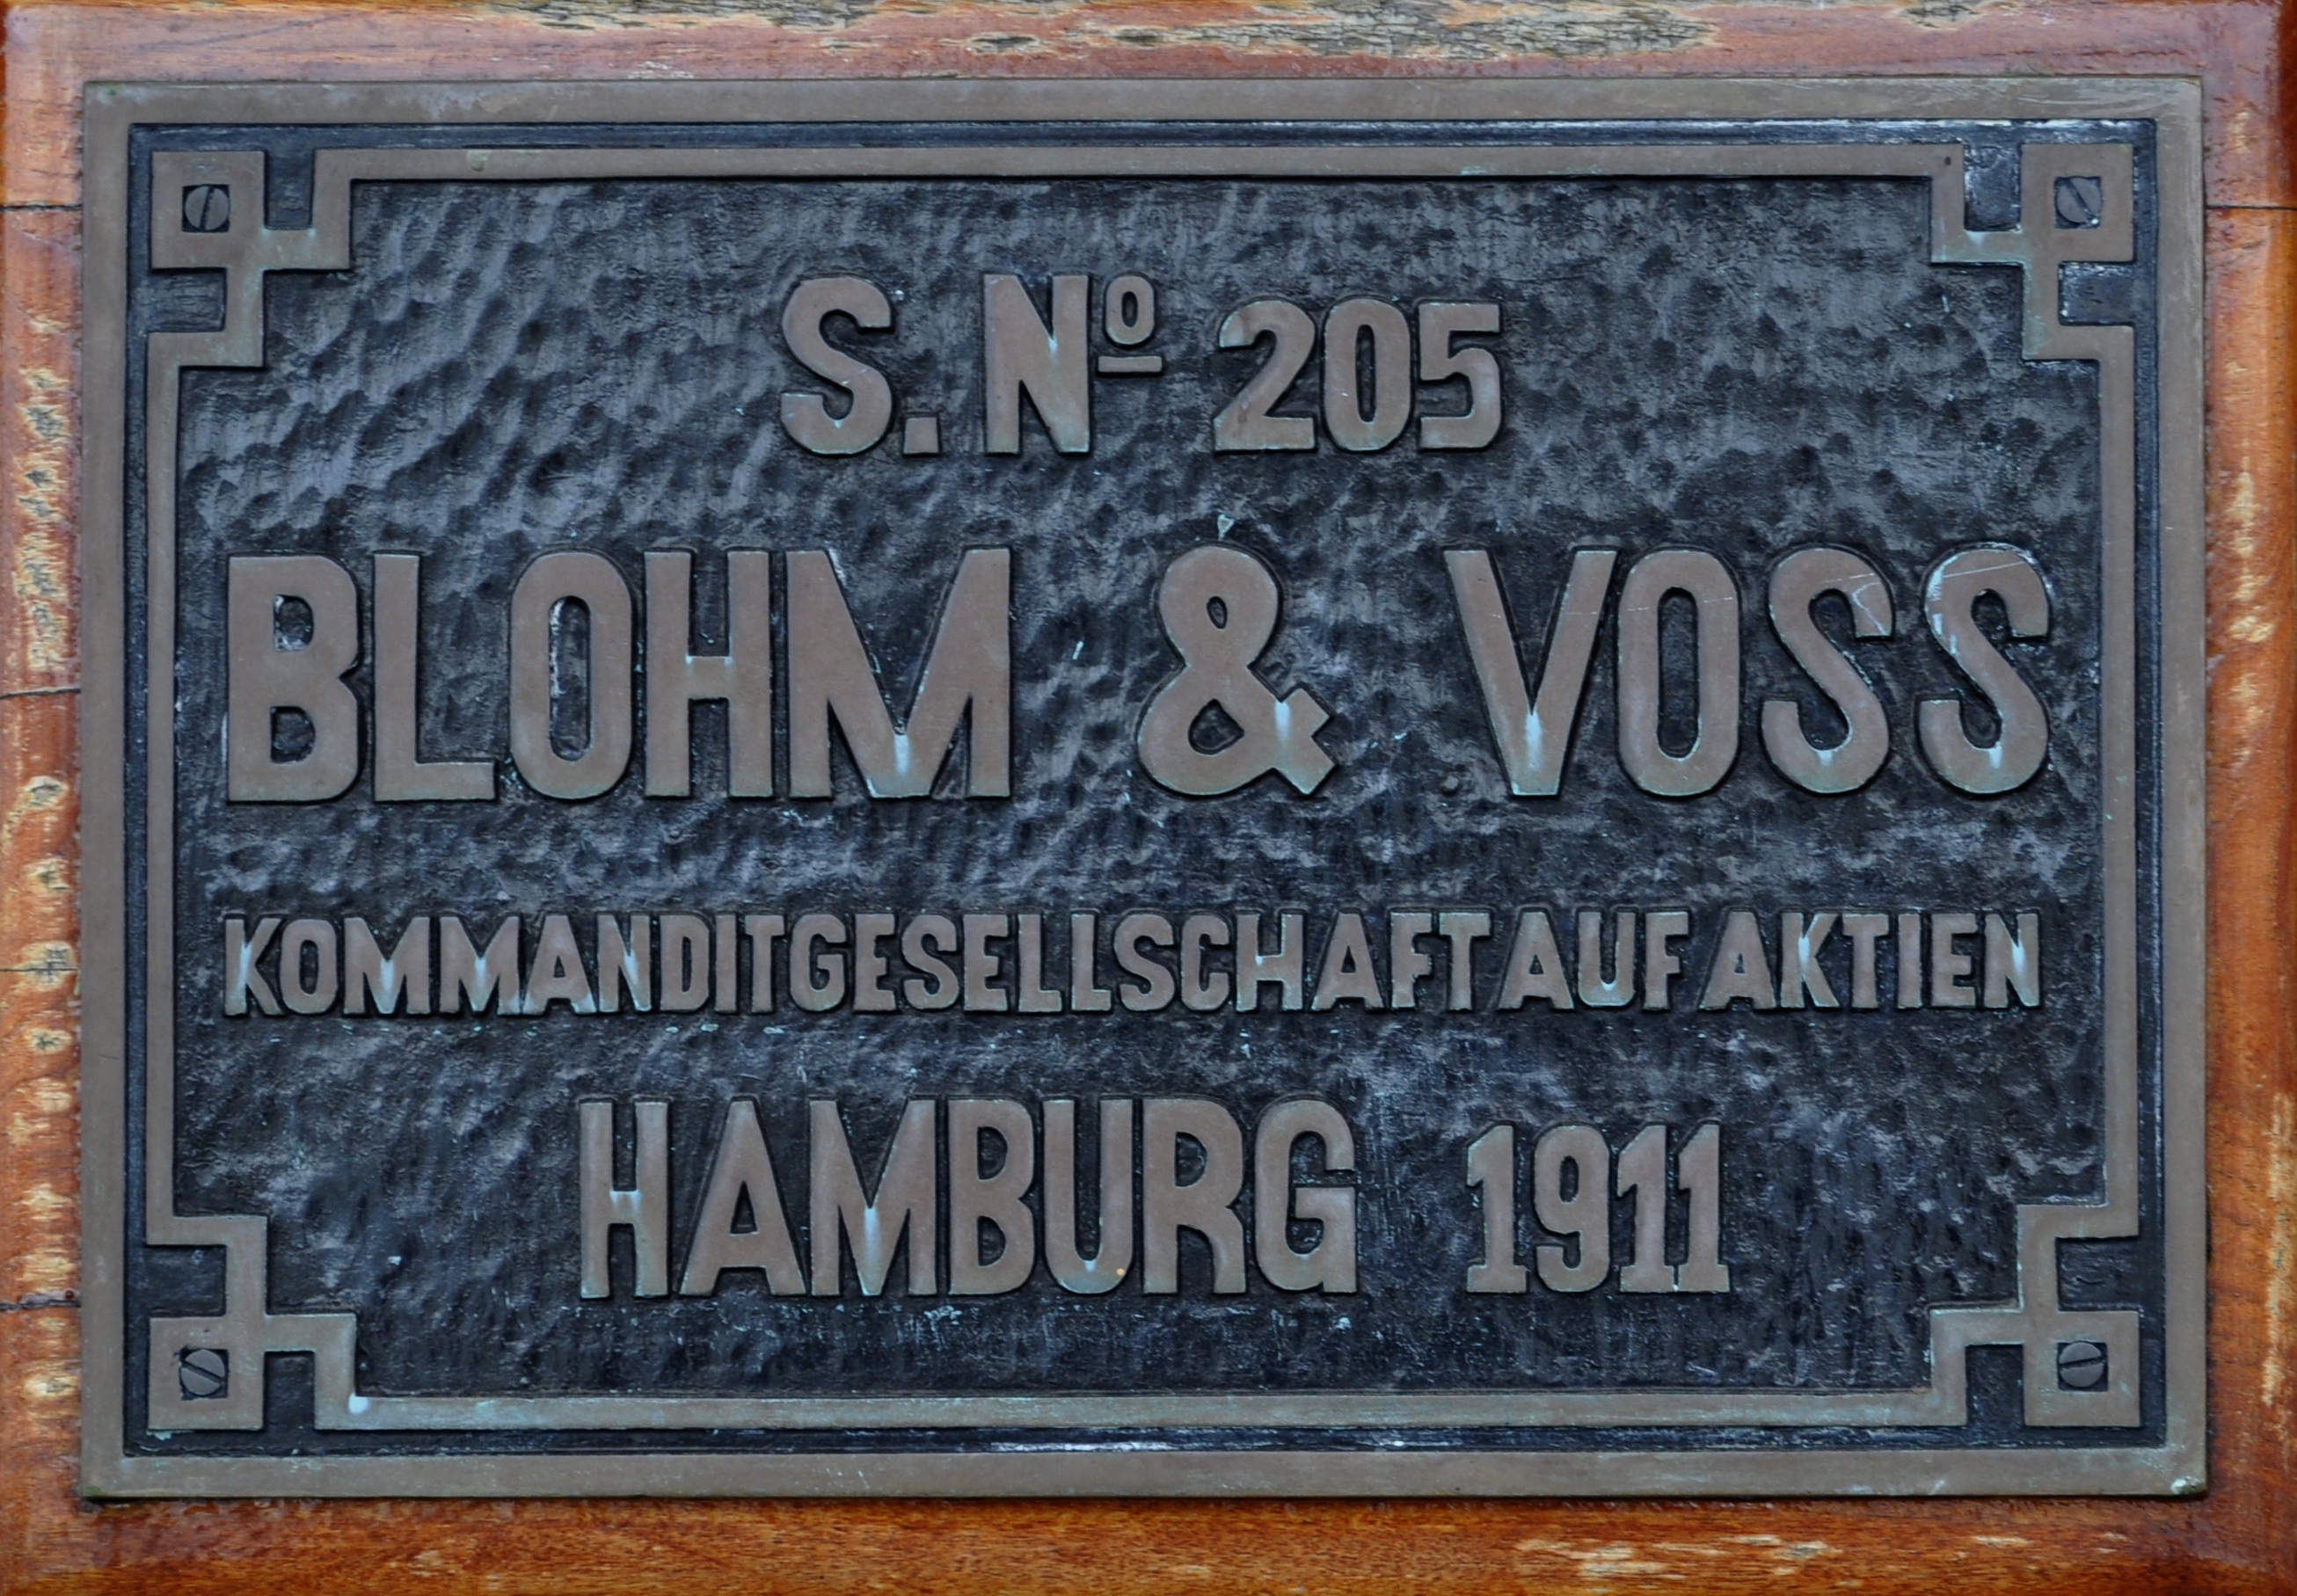 S. Nº 205
BLOHM & VOSS
KOMMANDITGESELLSCHAFT AUF AKTIEN
HAMBURG 1911